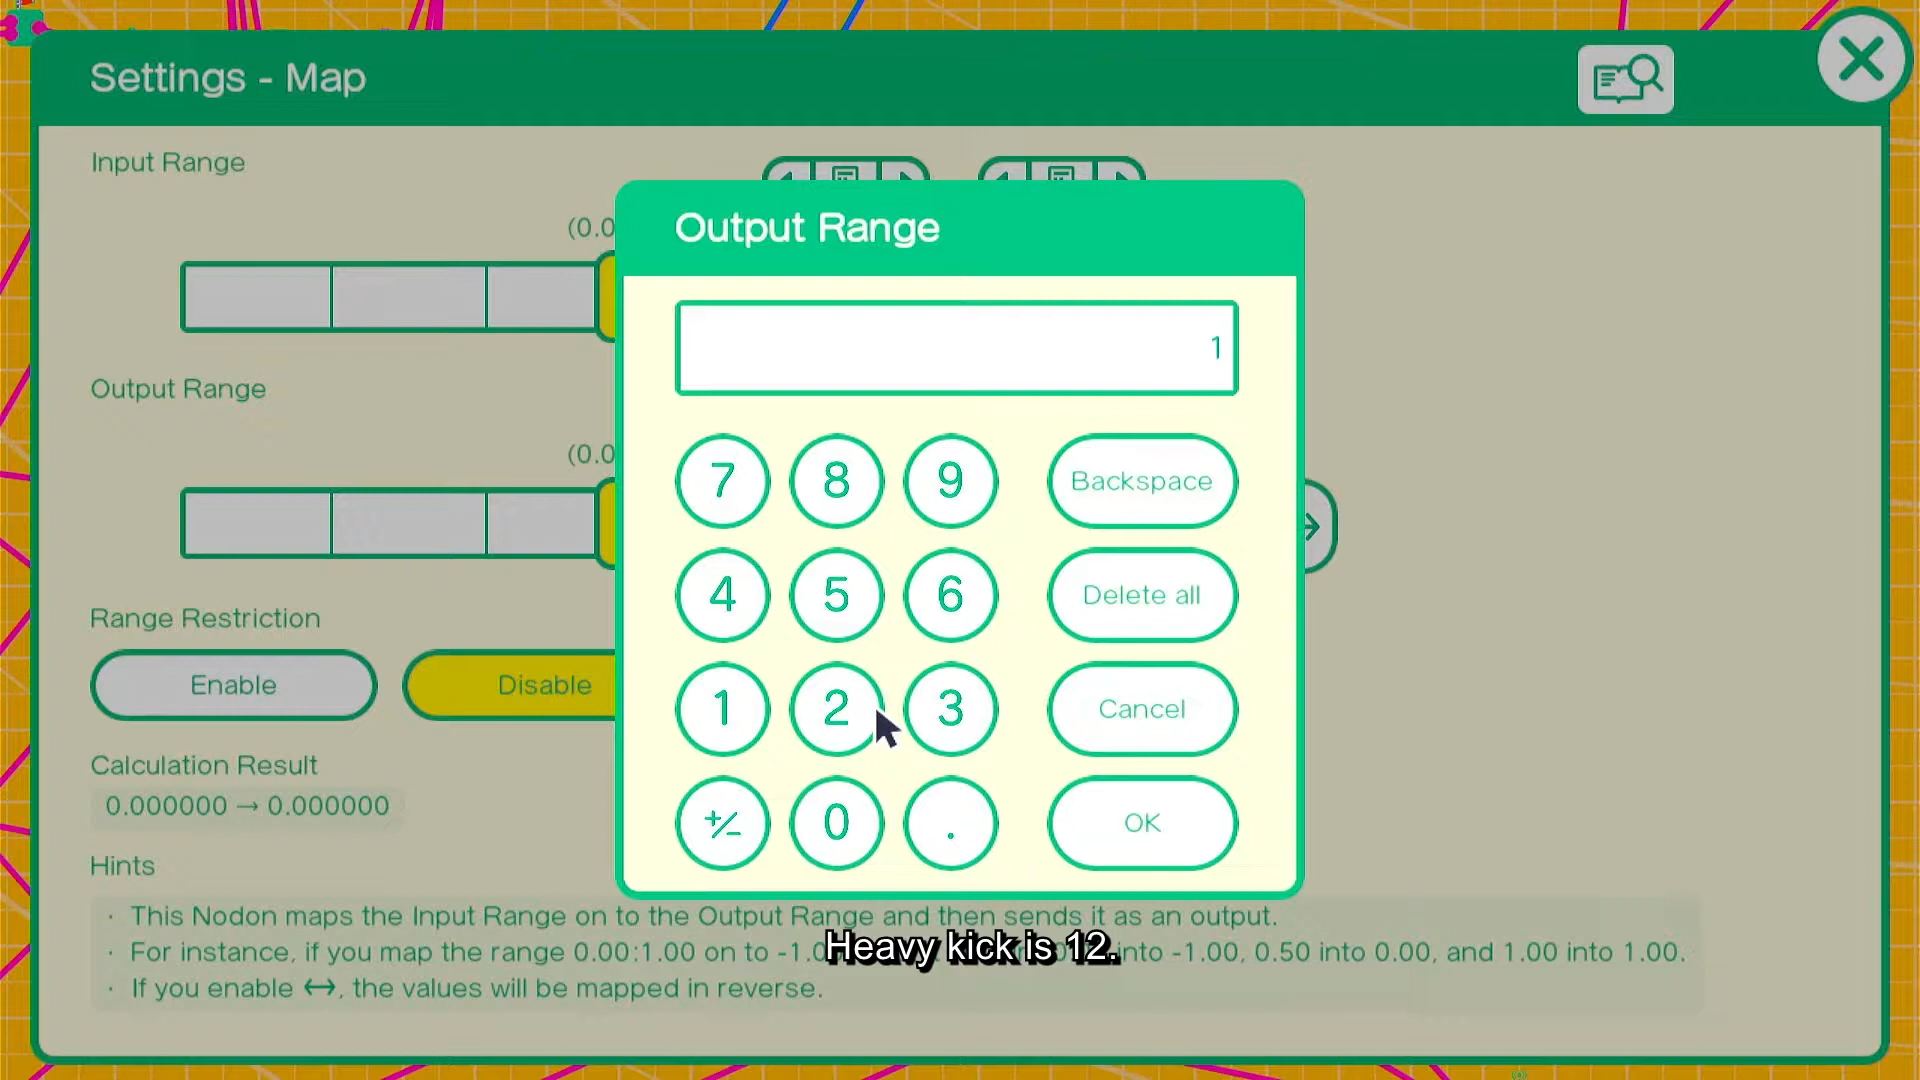 Settings - Map
Input Range
(0.0
Output Range
(0.0
Range Restriction
Enable
Disable
Calculation Result
0.000000 → 0.000000
Hints
Output Range
1
7 8 9 Backspace
4 5 6 Delete all
1 2 3 Cancel
+/- 0 . OK
· This Nodon maps the Input Range on to the Output Range and then sends it as an output.
· For instance, if you map the range 0.00:1.00 on to -1.0 into -1.00, 0.50 into 0.00, and 1.00 into 1.00.
Heavy kick is 12.
· If you enable ↔, the values will be mapped in reverse.